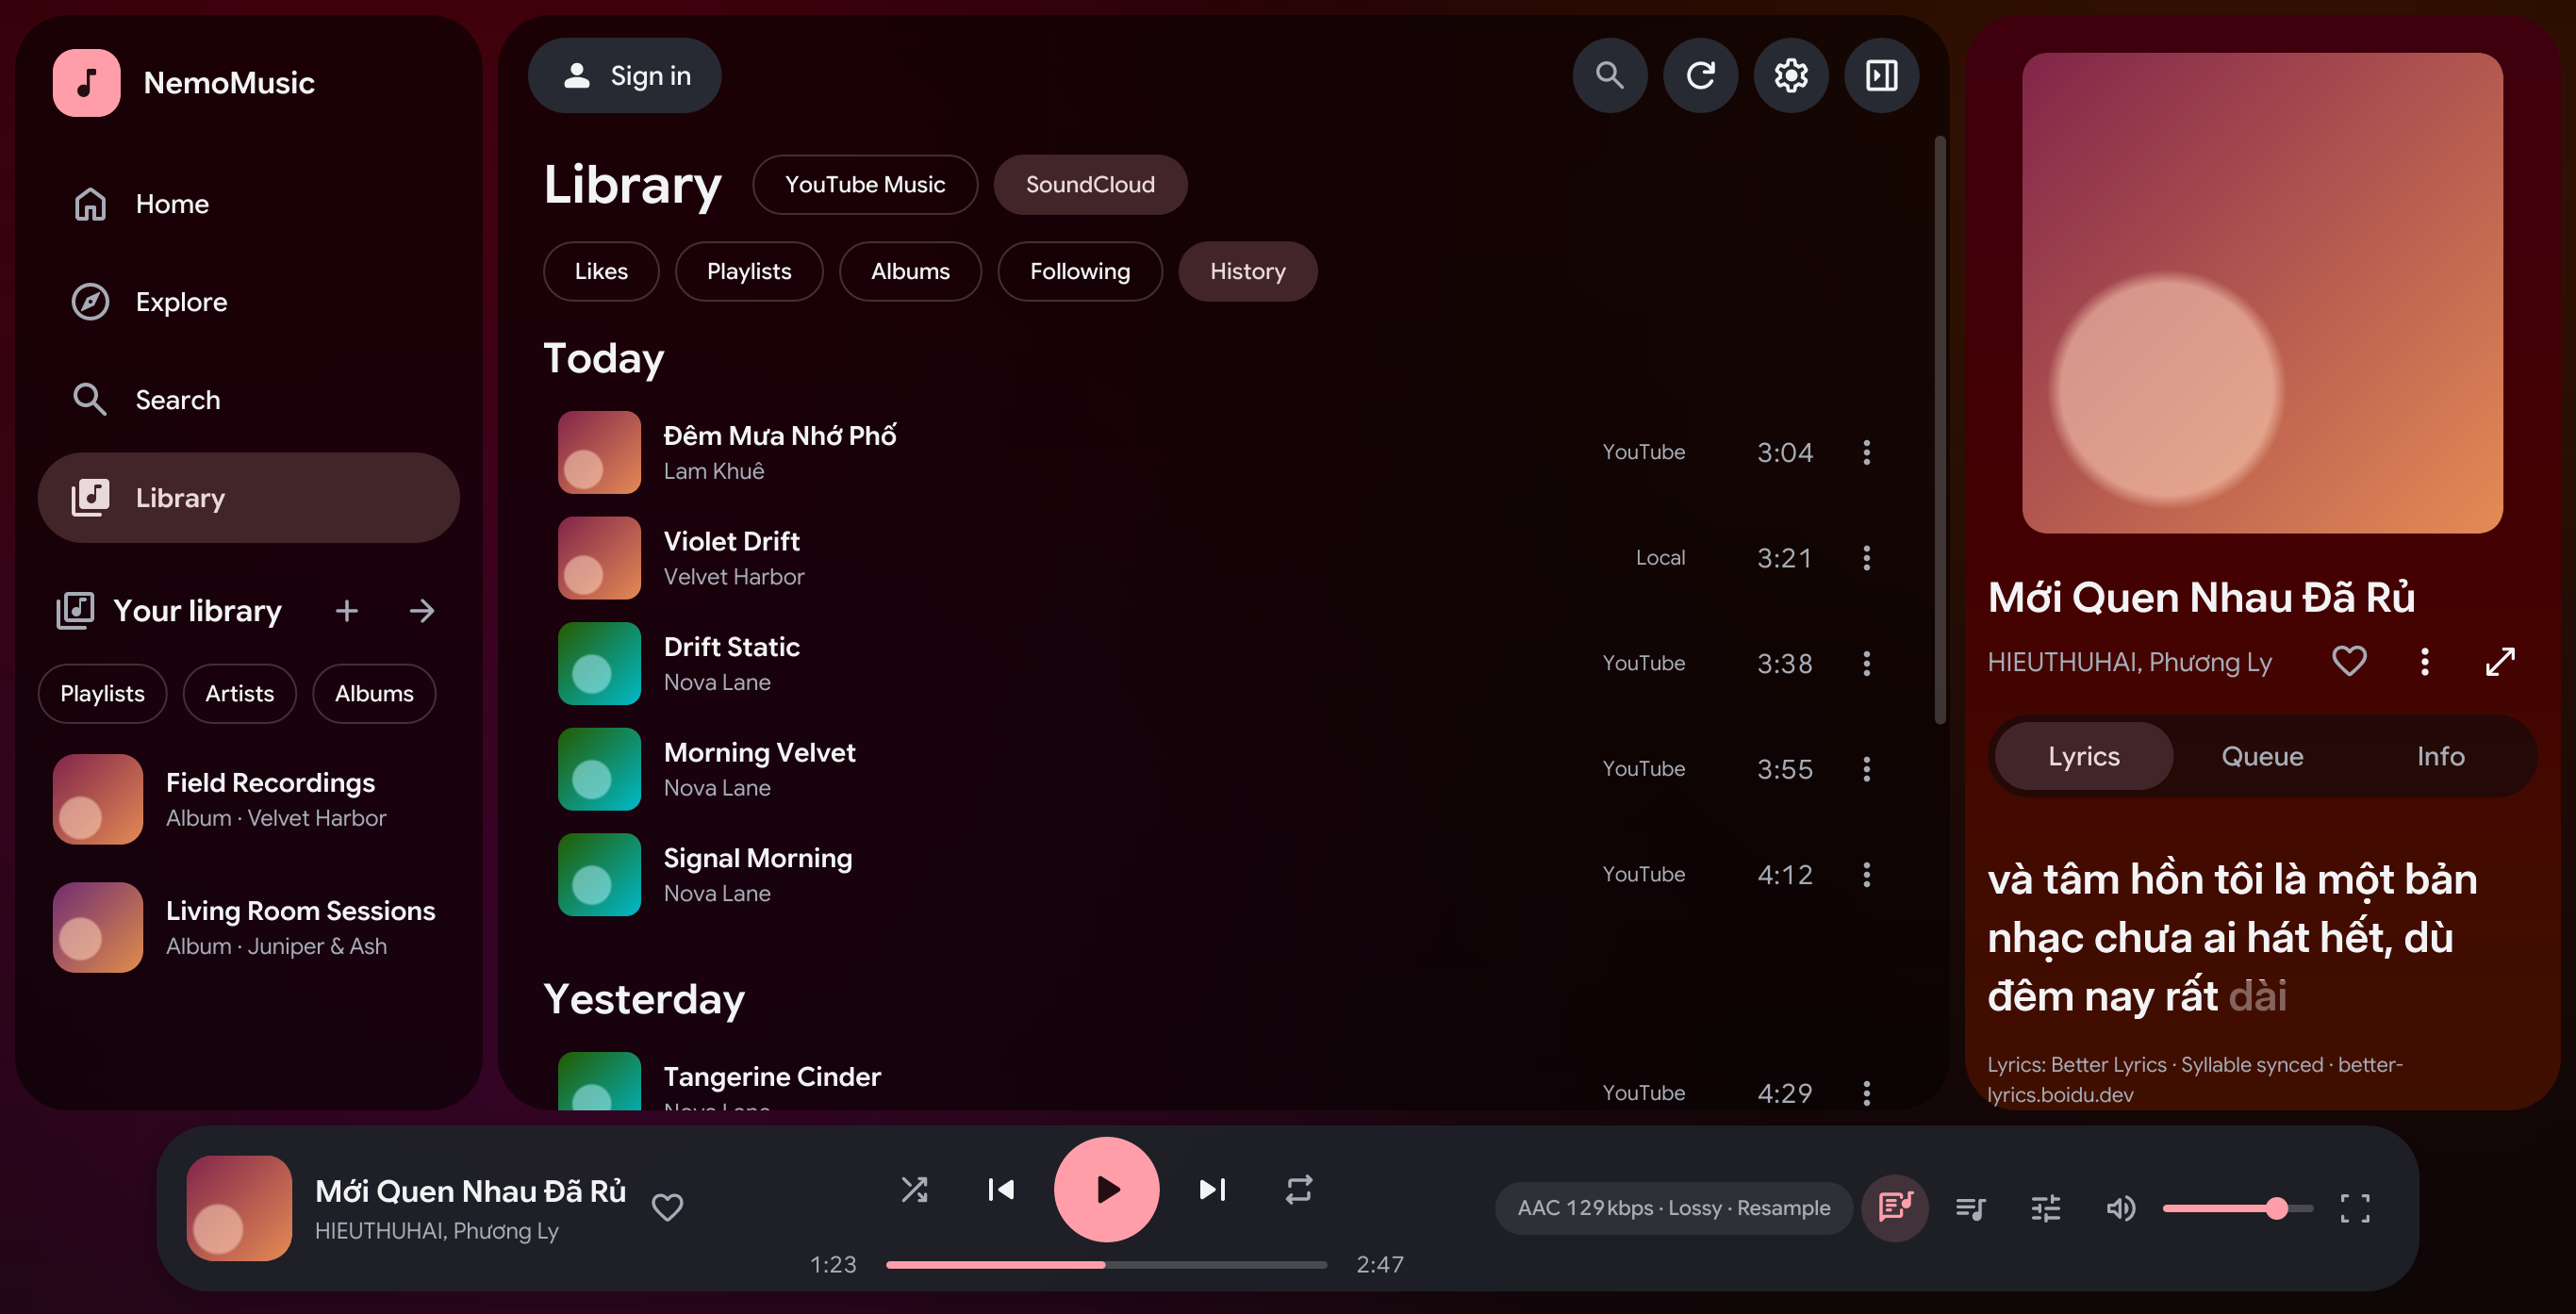 NemoMusic
Home
Explore
Search
Library
Your library
Playlists
Artists
Albums
Field Recordings
Album · Velvet Harbor
Living Room Sessions
Album · Juniper & Ash
Sign in
Library
YouTube Music
SoundCloud
Likes
Playlists
Albums
Following
History
Today
Đêm Mưa Nhớ Phố
Lam Khuê
YouTube
3:04
Violet Drift
Velvet Harbor
Local
3:21
Drift Static
Nova Lane
YouTube
3:38
Morning Velvet
Nova Lane
YouTube
3:55
Signal Morning
Nova Lane
YouTube
4:12
Yesterday
Tangerine Cinder
Nova Lane
YouTube
4:29
Mới Quen Nhau Đã Rủ
HIEUTHUHAI, Phương Ly
Lyrics
Queue
Info
và tâm hồn tôi là một bản
nhạc chưa ai hát hết, dù
đêm nay rất dài
Lyrics: Better Lyrics · Syllable synced · better-
lyrics.boidu.dev
Mới Quen Nhau Đã Rủ
HIEUTHUHAI, Phương Ly
1:23
2:47
AAC 129 kbps · Lossy · Resample